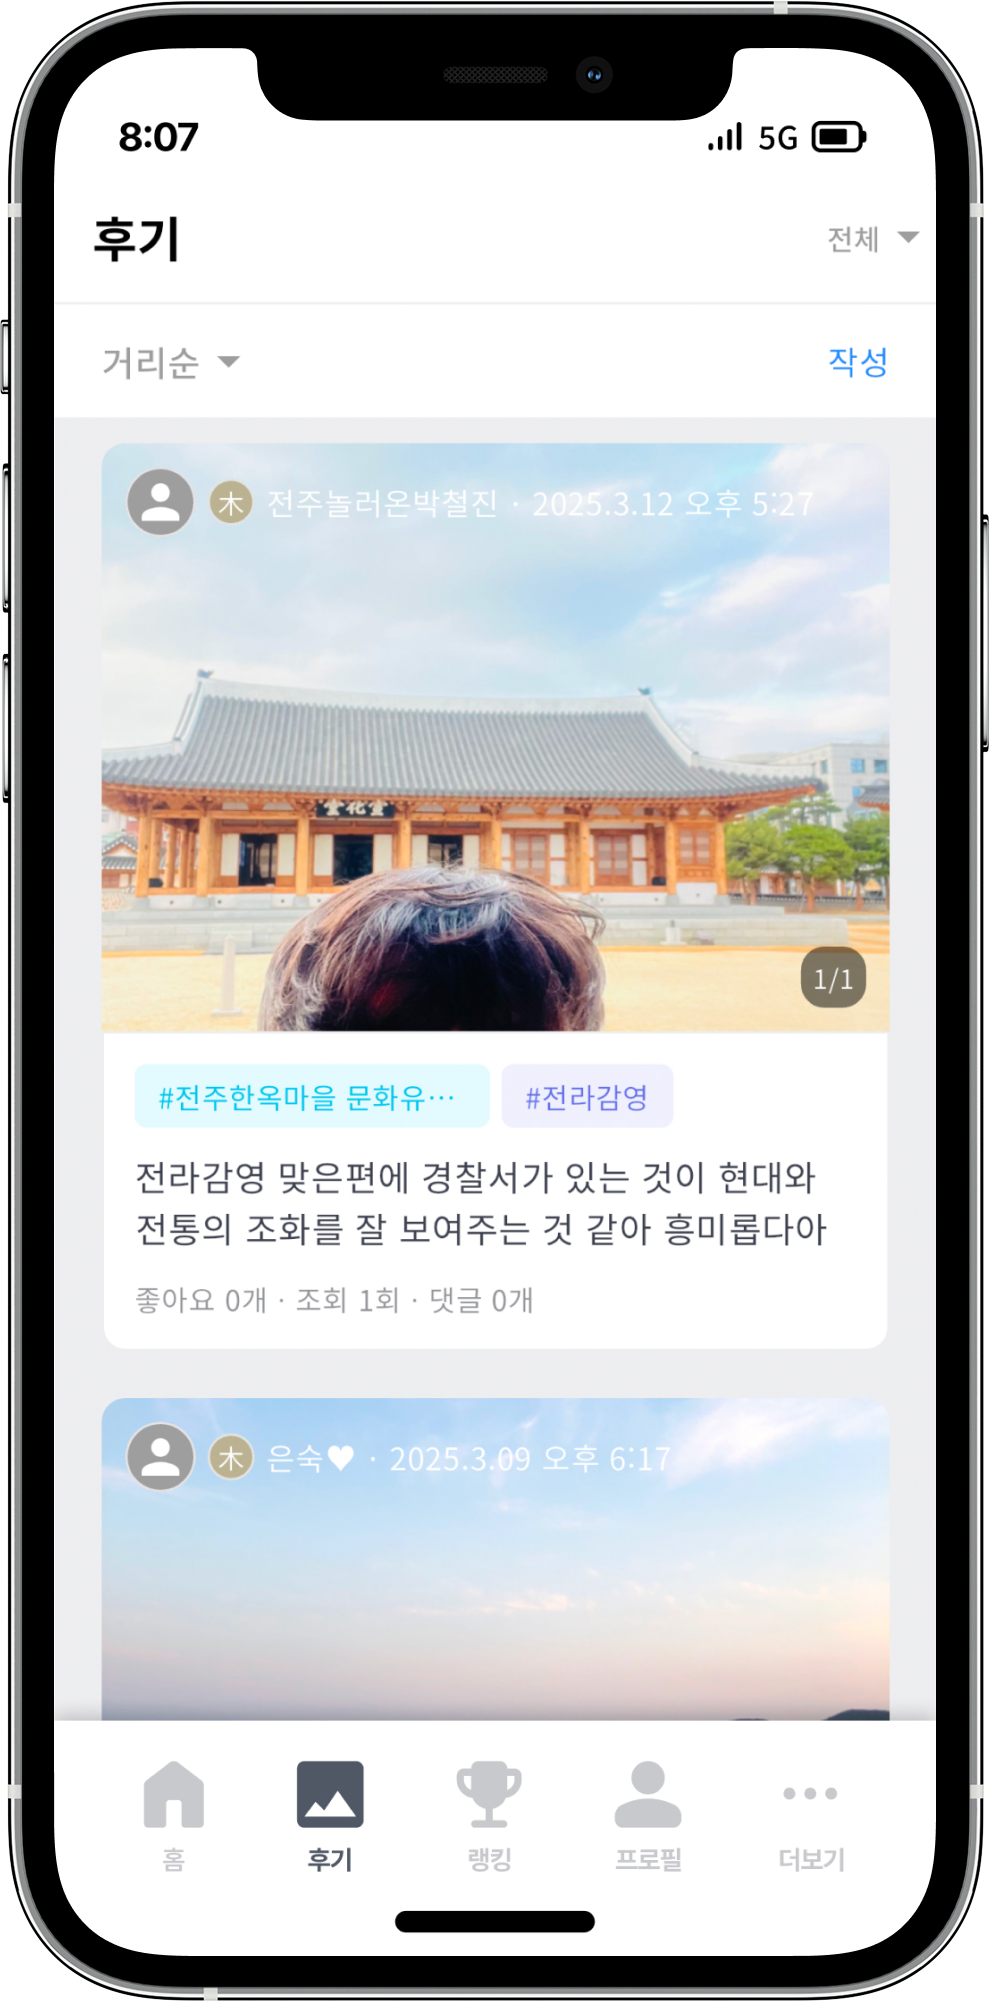 8:07
5G
후기
전체
거리순
작성
木 전주놀러온박철진 · 2025.3.12 오후 5:27
堂化宣
1/1
#전주한옥마을 문화유…
#전라감영
전라감영 맞은편에 경찰서가 있는 것이 현대와
전통의 조화를 잘 보여주는 것 같아 흥미롭다아
좋아요 0개 · 조회 1회 · 댓글 0개
木 은숙♥ · 2025.3.09 오후 6:17
홈
후기
랭킹
프로필
더보기